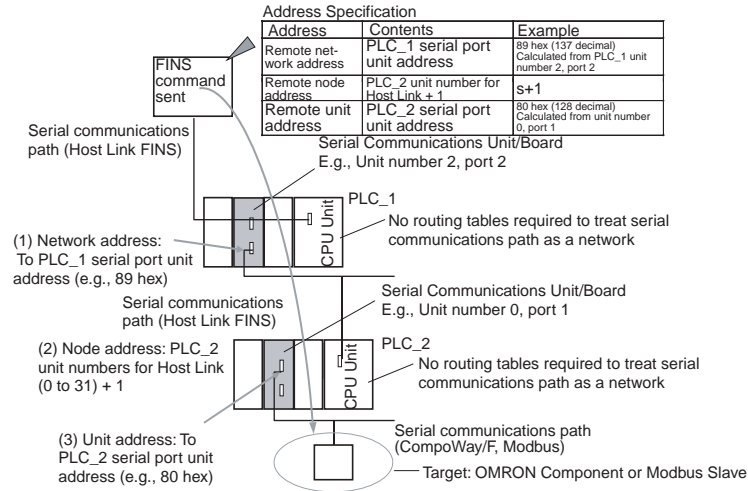 Address Specification
Address Contents Example
Remote net-
work address
PLC_1 serial port
unit address
89 hex (137 decimal)
Calculated from PLC_1 unit
number 2, port 2
Remote node
address
PLC_2 unit number for
Host Link + 1
s+1
Remote unit
address
PLC_2 serial port
unit address
80 hex (128 decimal)
Calculated from unit number
0, port 1
FINS
command
sent
Serial communications
path (Host Link FINS)
Serial Communications Unit/Board
E.g., Unit number 2, port 2
PLC_1
CPU Unit
No routing tables required to treat serial
communications path as a network
(1) Network address:
To PLC_1 serial port unit
address (e.g., 89 hex)
Serial communications
path (Host Link FINS)
Serial Communications Unit/Board
E.g., Unit number 0, port 1
(2) Node address: PLC_2
unit numbers for Host Link
(0 to 31) + 1
PLC_2
CPU Unit
No routing tables required to treat serial
communications path as a network
(3) Unit address: To
PLC_2 serial port unit
address (e.g., 80 hex)
Serial communications path
(CompoWay/F, Modbus)
Target: OMRON Component or Modbus Slave